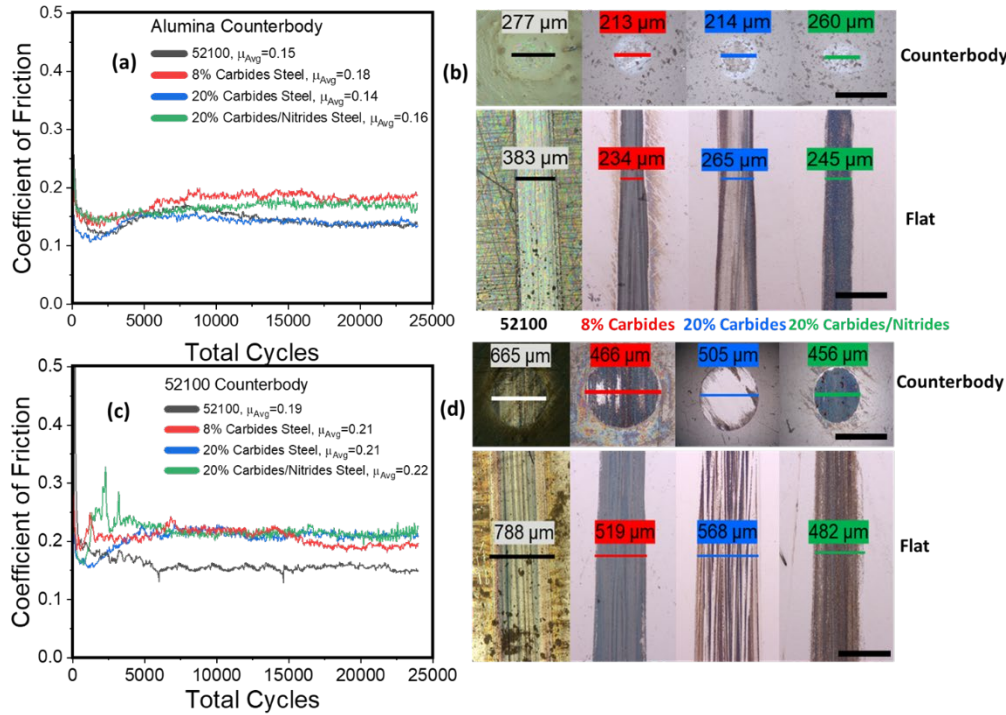 Alumina Counterbody
(a)
52100, μAvg=0.15
8% Carbides Steel, μAvg=0.18
20% Carbides Steel, μAvg=0.14
20% Carbides/Nitrides Steel, μAvg=0.16
Coefficient of Friction
0.5
0.4
0.3
0.2
0.1
0.0
0 5000 10000 15000 20000 25000
Total Cycles
(b)
277 μm 213 μm 214 μm 260 μm
Counterbody
383 μm 234 μm 265 μm 245 μm
Flat
52100 8% Carbides 20% Carbides 20% Carbides/Nitrides
52100 Counterbody
(c)
52100, μAvg=0.19
8% Carbides Steel, μAvg=0.21
20% Carbides Steel, μAvg=0.21
20% Carbides/Nitrides Steel, μAvg=0.22
Coefficient of Friction
0.5
0.4
0.3
0.2
0.1
0.0
0 5000 10000 15000 20000 25000
Total Cycles
(d)
665 μm 466 μm 505 μm 456 μm
Counterbody
788 μm 519 μm 568 μm 482 μm
Flat